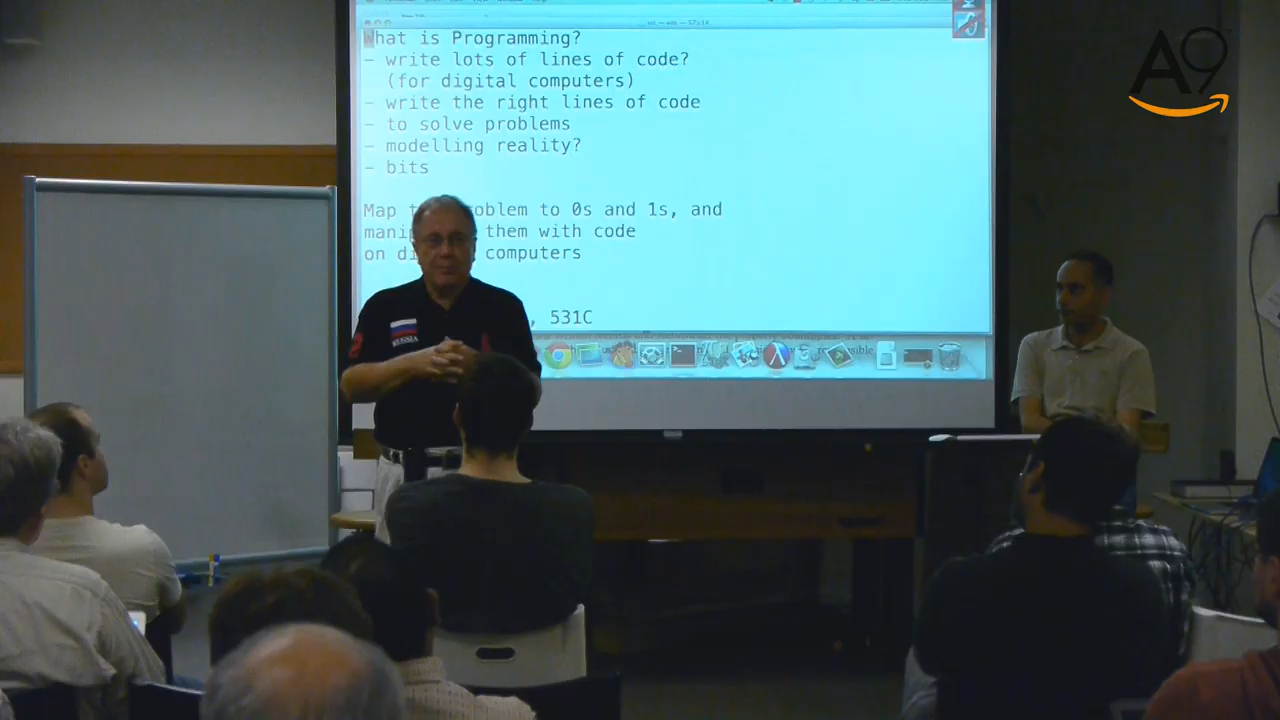 What is Programming?
- write lots of lines of code?
(for digital computers)
- write the right lines of code
- to solve problems
- modelling reality?
- bits
Map t roblem to 0s and 1s, and
mani them with code
on di computers
, 531C
RUSSIA
A9